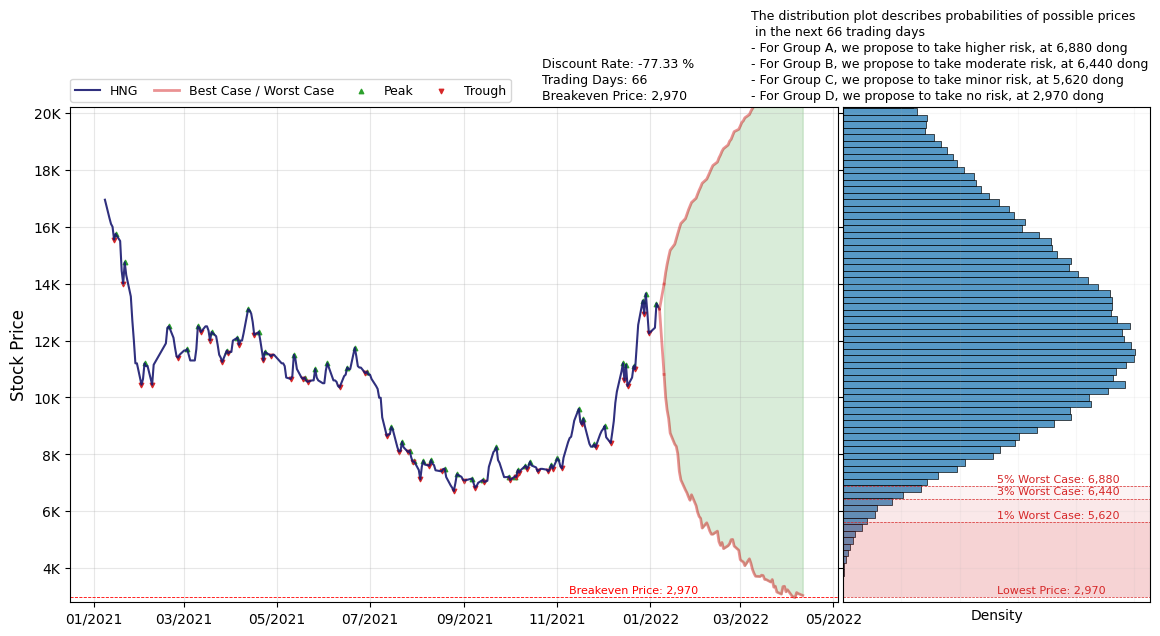 The distribution plot describes probabilities of possible prices
in the next 66 trading days
- For Group A, we propose to take higher risk, at 6,880 dong
- For Group B, we propose to take moderate risk, at 6,440 dong
- For Group C, we propose to take minor risk, at 5,620 dong
- For Group D, we propose to take no risk, at 2,970 dong
Discount Rate: -77.33 %
Trading Days: 66
Breakeven Price: 2,970
HNG
Best Case / Worst Case
Peak
Trough
20K
18K
16K
14K
12K
10K
8K
6K
4K
Stock Price
Breakeven Price: 2,970
5% Worst Case: 6,880
3% Worst Case: 6,440
1% Worst Case: 5,620
Lowest Price: 2,970
01/2021
03/2021
05/2021
07/2021
09/2021
11/2021
01/2022
03/2022
05/2022
Density